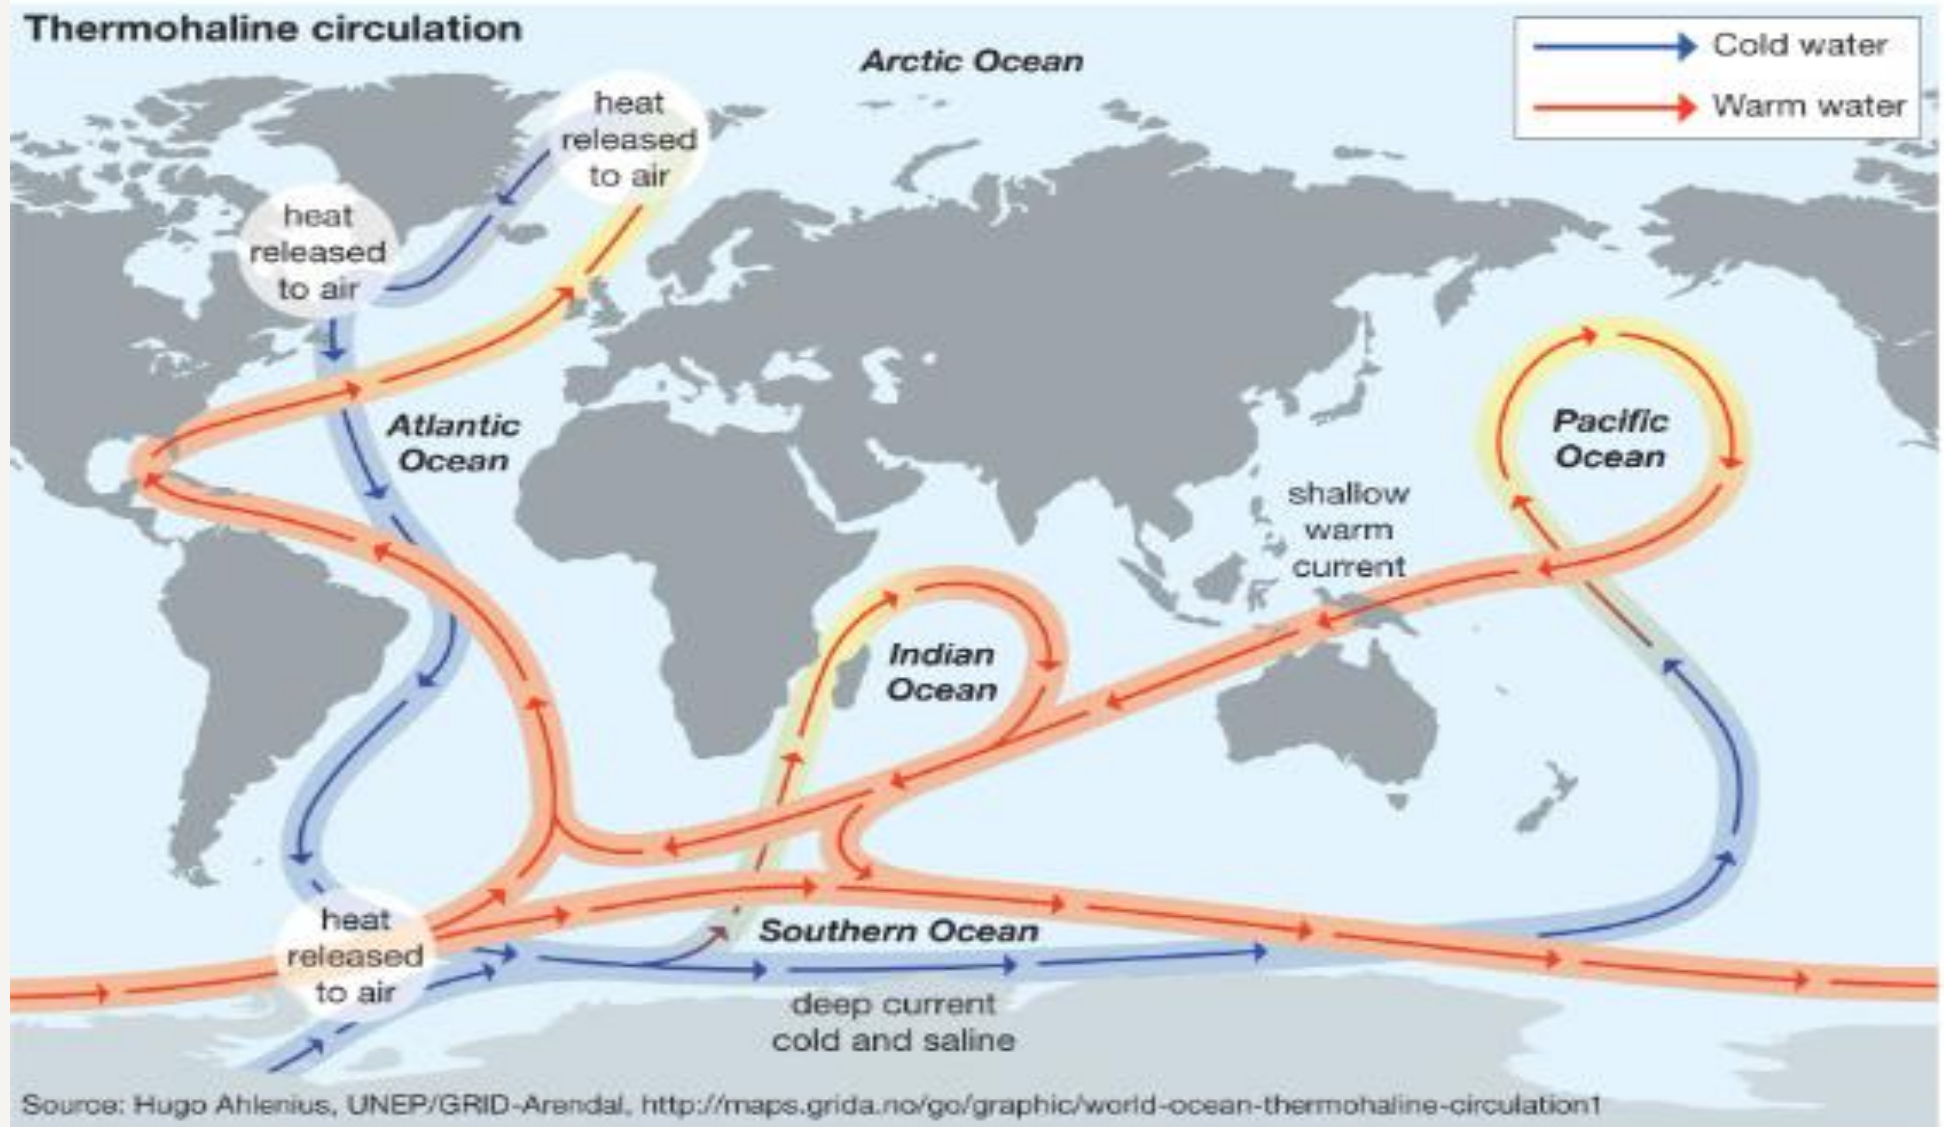 Thermohaline circulation
Arctic Ocean
Cold water
Warm water
heat
released
to air
heat
released
to air
Atlantic
Ocean
Pacific
Ocean
shallow
warm
current
Indian
Ocean
heat
released
to air
Southern Ocean
deep current
cold and saline
Source: Hugo Ahlenius, UNEP/GRID-Arendal, http://maps.grida.no/go/graphic/world-ocean-thermohaline-circulation1